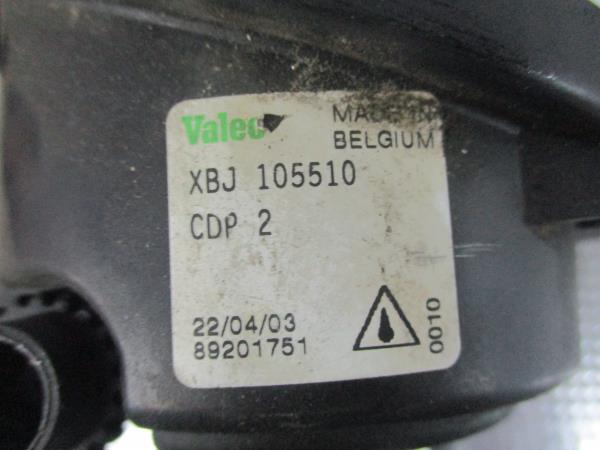 Valeo
MADE IN
BELGIUM
XBJ 105510
CDP 2
22/04/03
89201751
0010